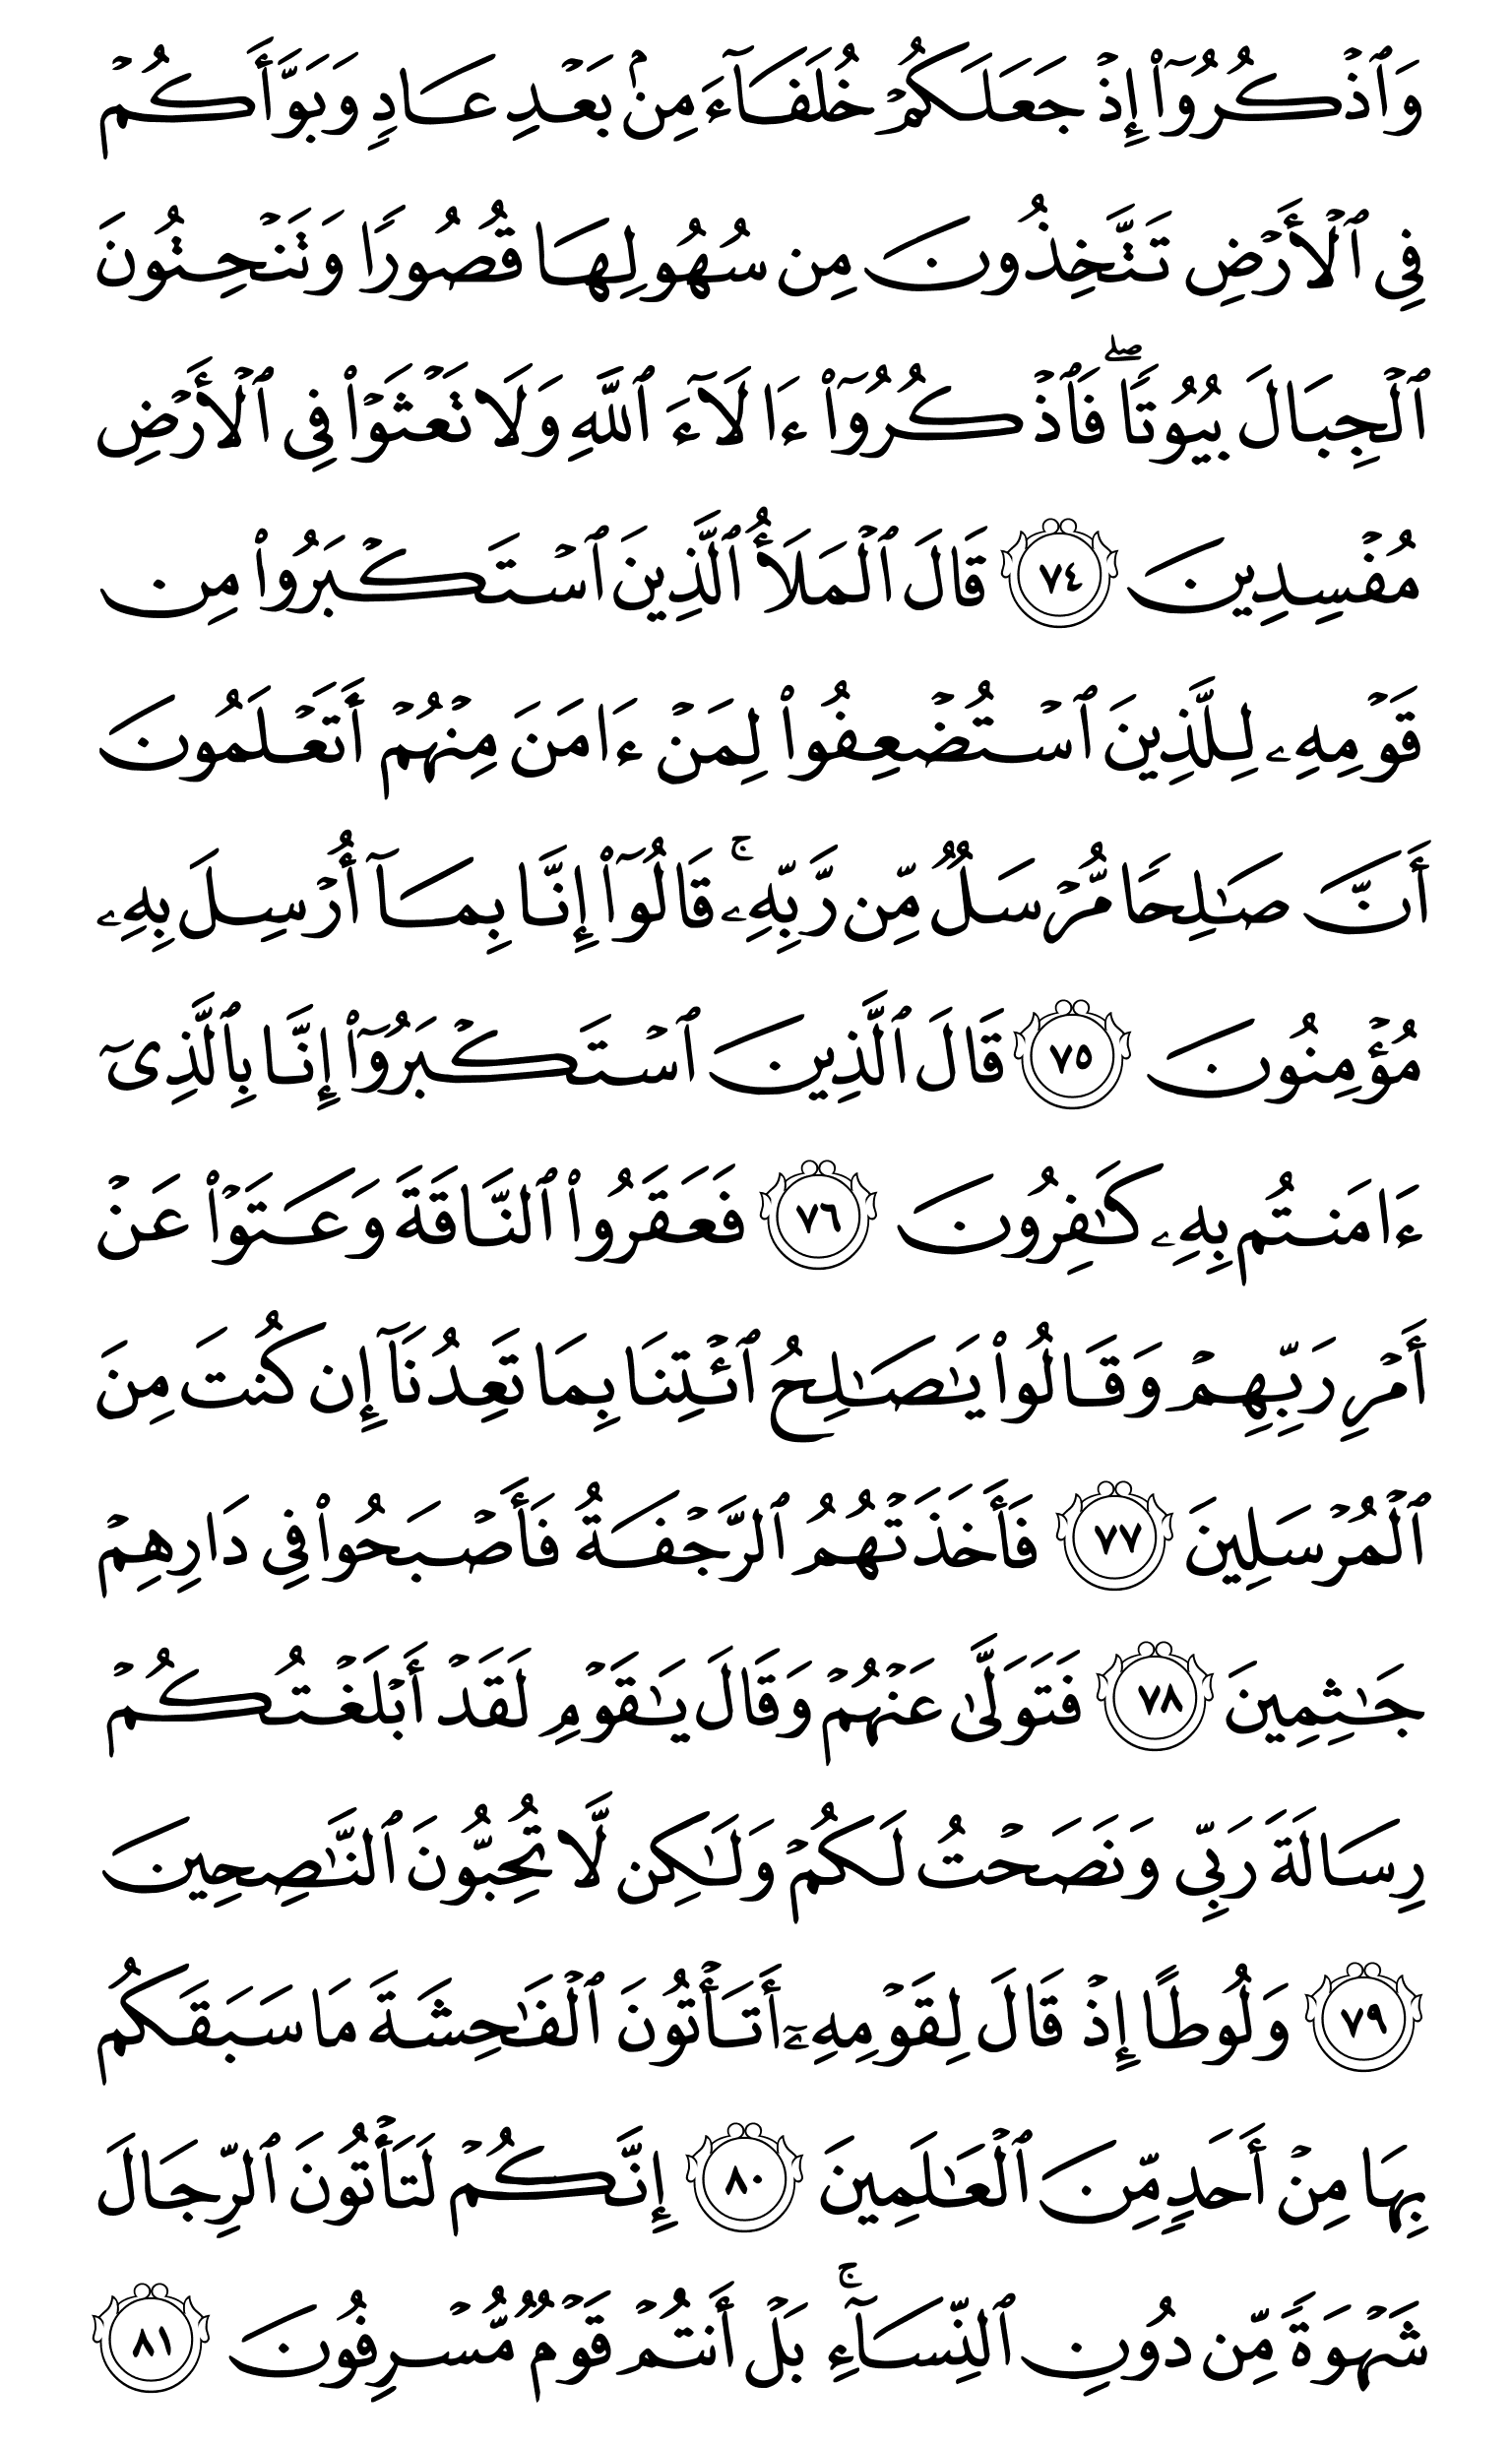 وَٱذۡكُرُوٓاْ إِذۡ جَعَلَكُمۡ خُلَفَآءَ مِنۢ بَعۡدِ عَادٖ وَبَوَّأَكُمۡ
فِي ٱلۡأَرۡضِ تَتَّخِذُونَ مِن سُهُولِهَا قُصُورٗا وَتَنۡحِتُونَ
ٱلۡجِبَالَ بُيُوتٗاۖ فَٱذۡكُرُوٓاْ ءَالَآءَ ٱللَّهِ وَلَا تَعۡثَوۡاْ فِي ٱلۡأَرۡضِ
مُفۡسِدِينَ ٧٤ قَالَ ٱلۡمَلَأُ ٱلَّذِينَ ٱسۡتَكۡبَرُواْ مِن
قَوۡمِهِۦ لِلَّذِينَ ٱسۡتُضۡعِفُواْ لِمَنۡ ءَامَنَ مِنۡهُمۡ أَتَعۡلَمُونَ
أَنَّ صَٰلِحٗا مُّرۡسَلٞ مِّن رَّبِّهِۦۚ قَالُوٓاْ إِنَّا بِمَآ أُرۡسِلَ بِهِۦ
مُؤۡمِنُونَ ٧٥ قَالَ ٱلَّذِينَ ٱسۡتَكۡبَرُوٓاْ إِنَّا بِٱلَّذِيٓ
ءَامَنتُم بِهِۦ كَٰفِرُونَ ٧٦ فَعَقَرُواْ ٱلنَّاقَةَ وَعَتَوۡاْ عَنۡ
أَمۡرِ رَبِّهِمۡ وَقَالُواْ يَٰصَٰلِحُ ٱئۡتِنَا بِمَا تَعِدُنَآ إِن كُنتَ مِنَ
ٱلۡمُرۡسَلِينَ ٧٧ فَأَخَذَتۡهُمُ ٱلرَّجۡفَةُ فَأَصۡبَحُواْ فِي دَارِهِمۡ
جَٰثِمِينَ ٧٨ فَتَوَلَّىٰ عَنۡهُمۡ وَقَالَ يَٰقَوۡمِ لَقَدۡ أَبۡلَغۡتُكُمۡ
رِسَالَةَ رَبِّي وَنَصَحۡتُ لَكُمۡ وَلَٰكِن لَّا تُحِبُّونَ ٱلنَّٰصِحِينَ
٧٩ وَلُوطًا إِذۡ قَالَ لِقَوۡمِهِۦٓ أَتَأۡتُونَ ٱلۡفَٰحِشَةَ مَا سَبَقَكُم
بِهَا مِنۡ أَحَدٖ مِّنَ ٱلۡعَٰلَمِينَ ٨٠ إِنَّكُمۡ لَتَأۡتُونَ ٱلرِّجَالَ
شَهۡوَةٗ مِّن دُونِ ٱلنِّسَآءِۚ بَلۡ أَنتُمۡ قَوۡمٞ مُّسۡرِفُونَ ٨١